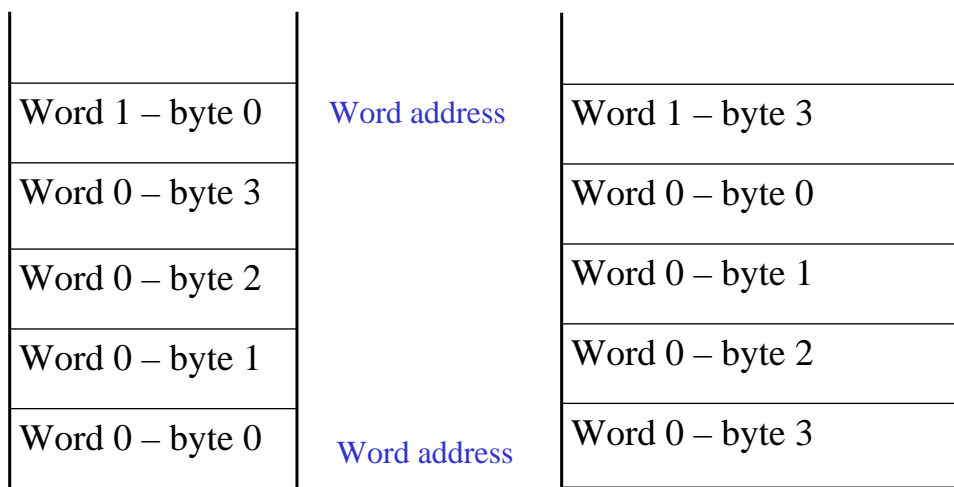 Word 1 – byte 0
Word address
Word 1 – byte 3
Word 0 – byte 3
Word 0 – byte 0
Word 0 – byte 2
Word 0 – byte 1
Word 0 – byte 1
Word 0 – byte 2
Word 0 – byte 0
Word address
Word 0 – byte 3